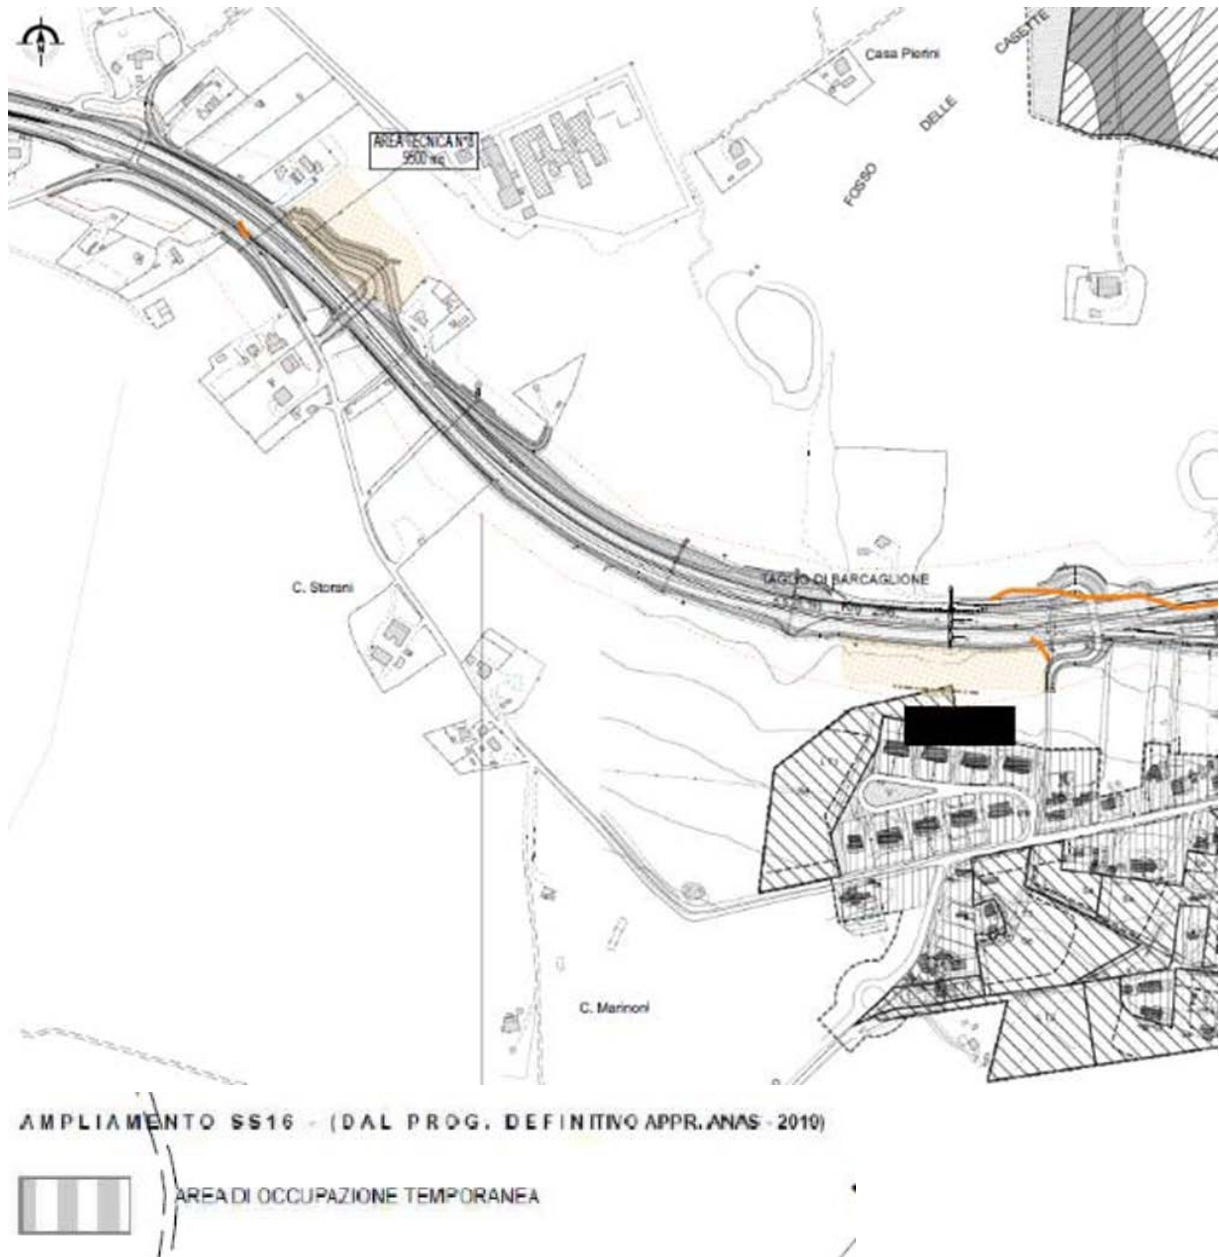 N
CASETTE
Casa Pierini
DELLE
AREA TECNICA N°8
9500 mq
FOSSO
C. Storani
TAGLIO DI BARCAGLIONE
C. Marinoni
AMPLIAMENTO SS16 - (DAL PROG. DEFINITIVO APPR. ANAS - 2019)
AREA DI OCCUPAZIONE TEMPORANEA